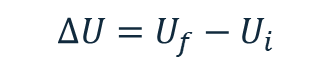 ΔU = U_f − U_i